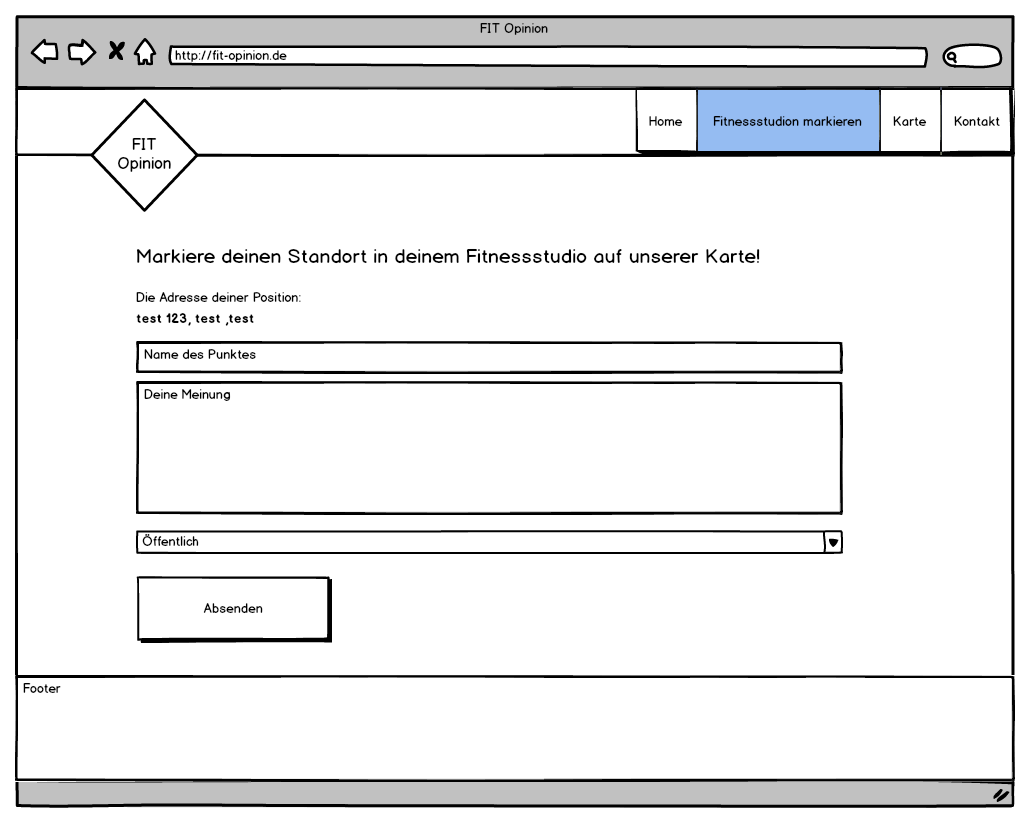 FIT Opinion
http://fit-opinion.de
Home
Fitnessstudion markieren
Karte
Kontakt
FIT
Opinion
Markiere deinen Standort in deinem Fitnessstudio auf unserer Karte!
Die Adresse deiner Position:
test 123, test ,test
Name des Punktes
Deine Meinung
Öffentlich
Absenden
Footer